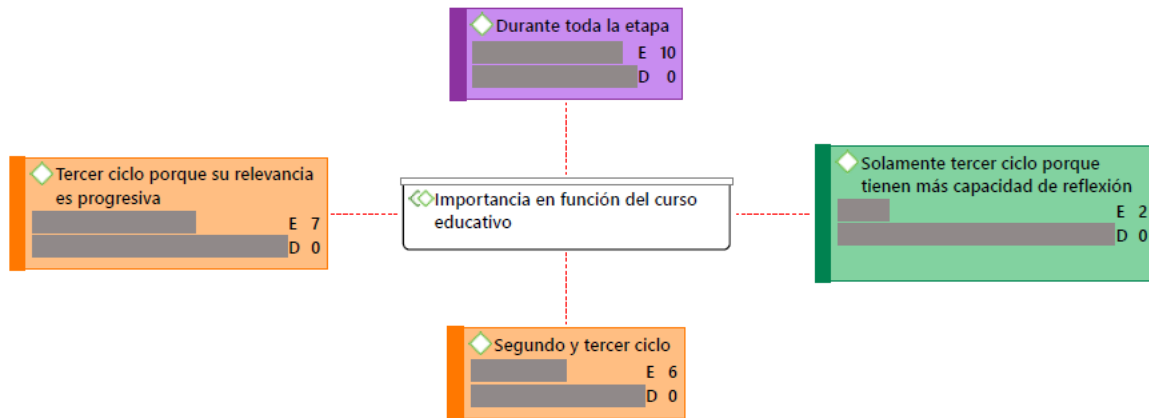 Durante toda la etapa
E 10
D 0
Tercer ciclo porque su relevancia
es progresiva
E 7
D 0
Importancia en función del curso
educativo
Solamente tercer ciclo porque
tienen más capacidad de reflexión
E 2
D 0
Segundo y tercer ciclo
E 6
D 0